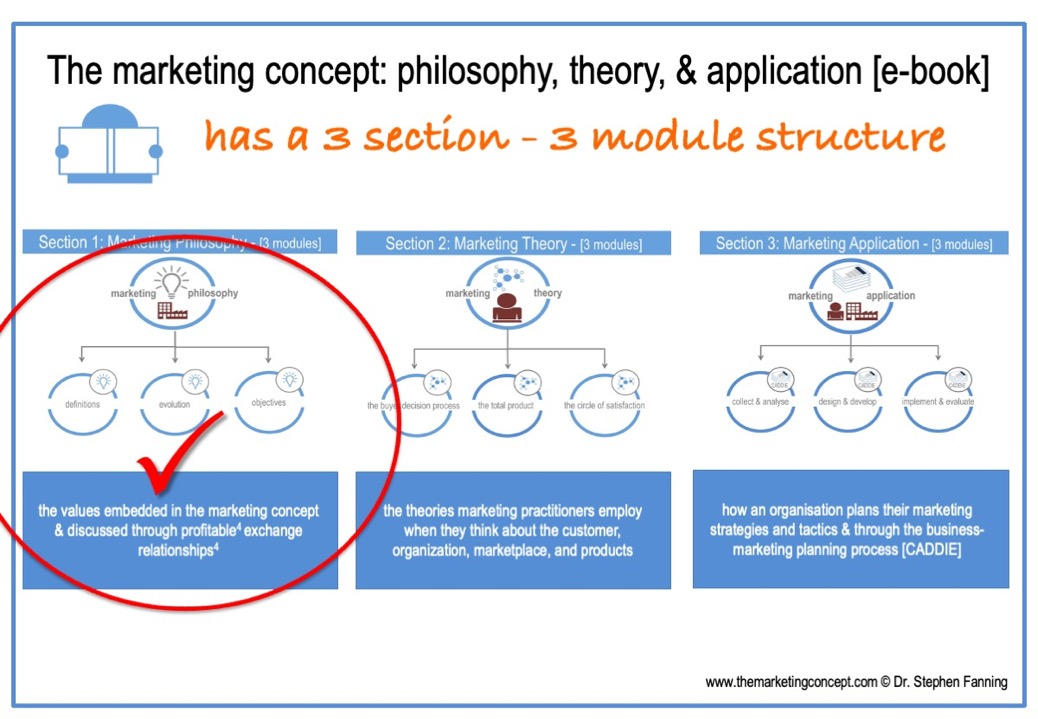 The marketing concept: philosophy, theory, & application [e-book]
has a 3 section - 3 module structure
Section 1: Marketing Philosophy - [3 modules]
marketing philosophy
definitions
evolution
objectives
the values embedded in the marketing concept
& discussed through profitable⁴ exchange
relationships⁴
Section 2: Marketing Theory - [3 modules]
marketing theory
the buyer decision process
the total product
the circle of satisfaction
the theories marketing practitioners employ
when they think about the customer,
organization, marketplace, and products
Section 3: Marketing Application - [3 modules]
marketing application
CADDIE
collect & analyse
CADDIE
design & develop
CADDIE
implement & evaluate
how an organisation plans their marketing
strategies and tactics & through the business-
marketing planning process [CADDIE]
www.themarketingconcept.com © Dr. Stephen Fanning